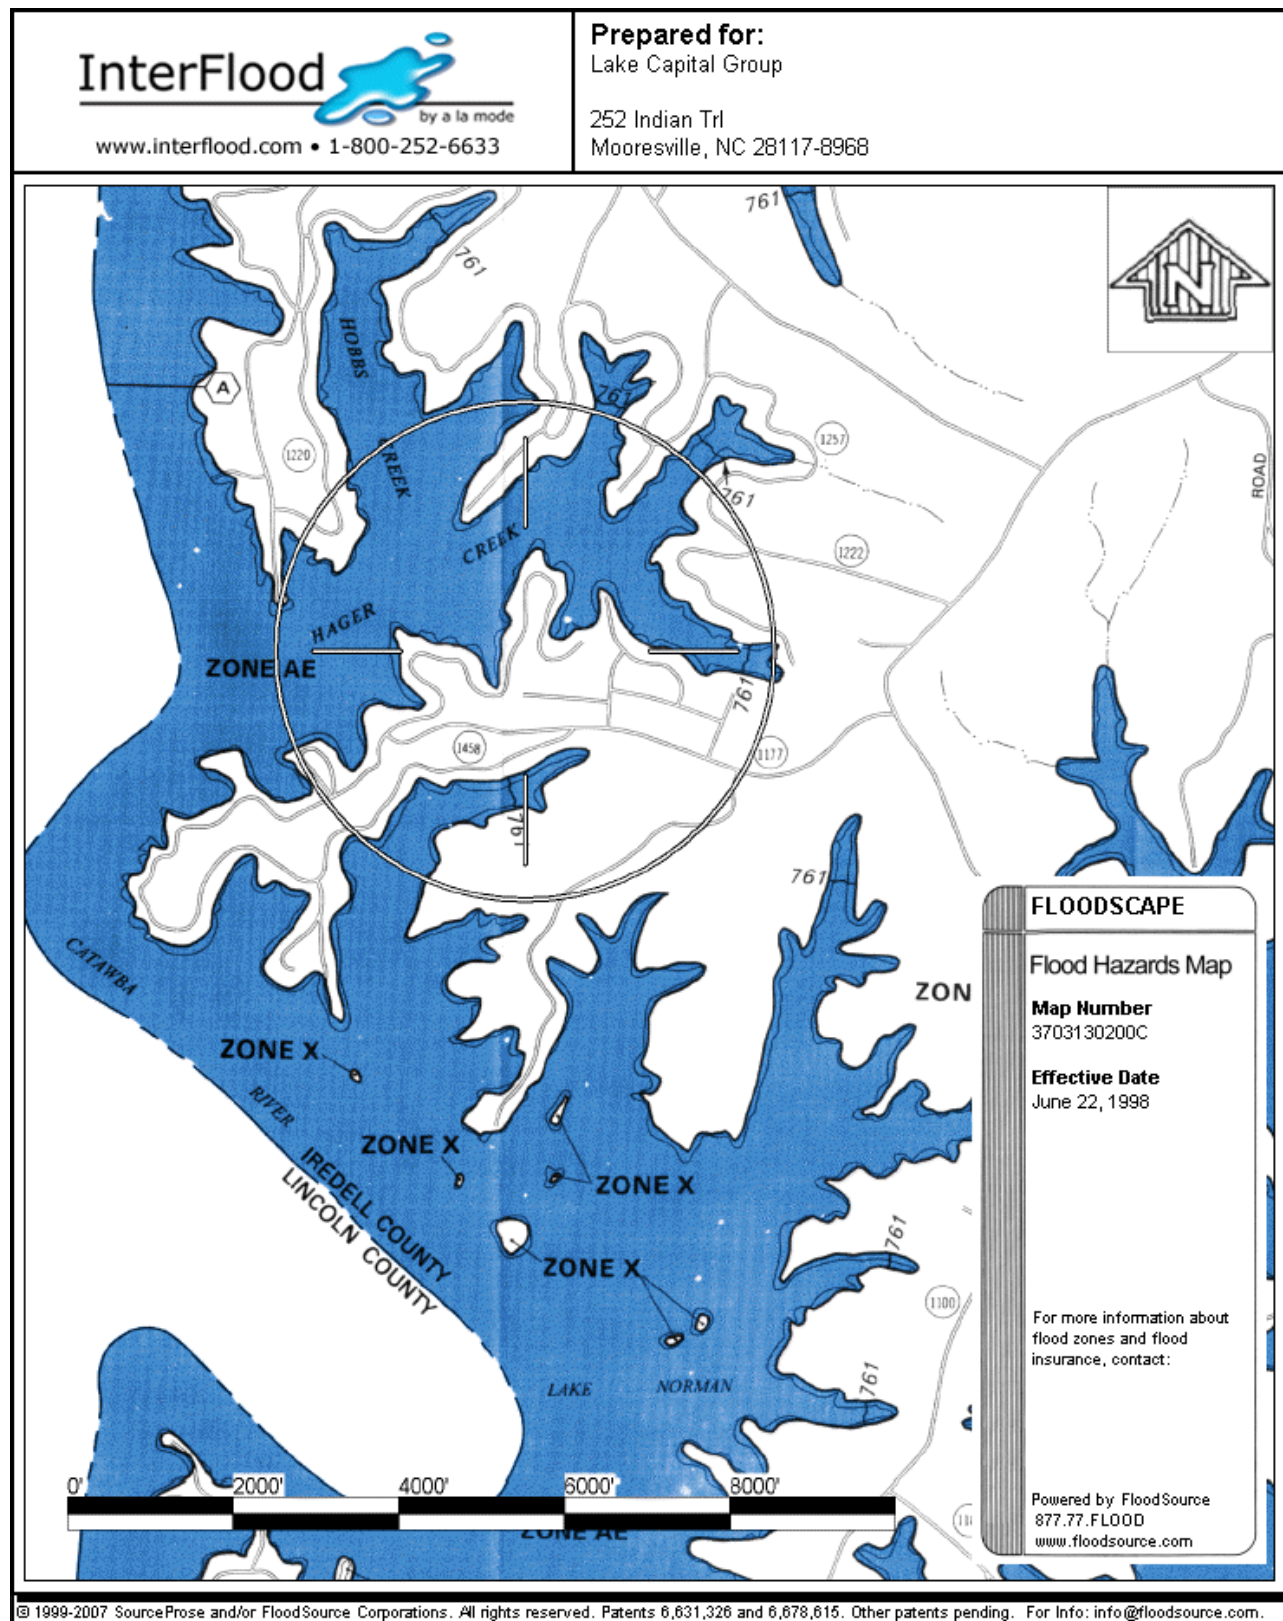 InterFlood
by a la mode
www.interflood.com • 1-800-252-6633
Prepared for:
Lake Capital Group
252 Indian Trl
Mooresville, NC 28117-8968
761
761
N
HOBBS
A
761
1257
1220
CREEK
761
ROAD
CREEK
1222
HAGER
ZONE AE
761
1458
1177
761
761
CATAWBA
ZON
ZONE X
RIVER
ZONE X
ZONE X
IREDELL COUNTY
LINCOLN COUNTY
761
ZONE X
1100
761
LAKE NORMAN
0' 2000' 4000' 6000' 8000'
ZONE AE
FLOODSCAPE
Flood Hazards Map
Map Number
3703130200C
Effective Date
June 22, 1998
For more information about
flood zones and flood
insurance, contact:
Powered by FloodSource
877.77.FLOOD
www.floodsource.com
© 1999-2007 SourceProse and/or FloodSource Corporations. All rights reserved. Patents 6,631,326 and 6,678,615. Other patents pending. For Info: info@floodsource.com.